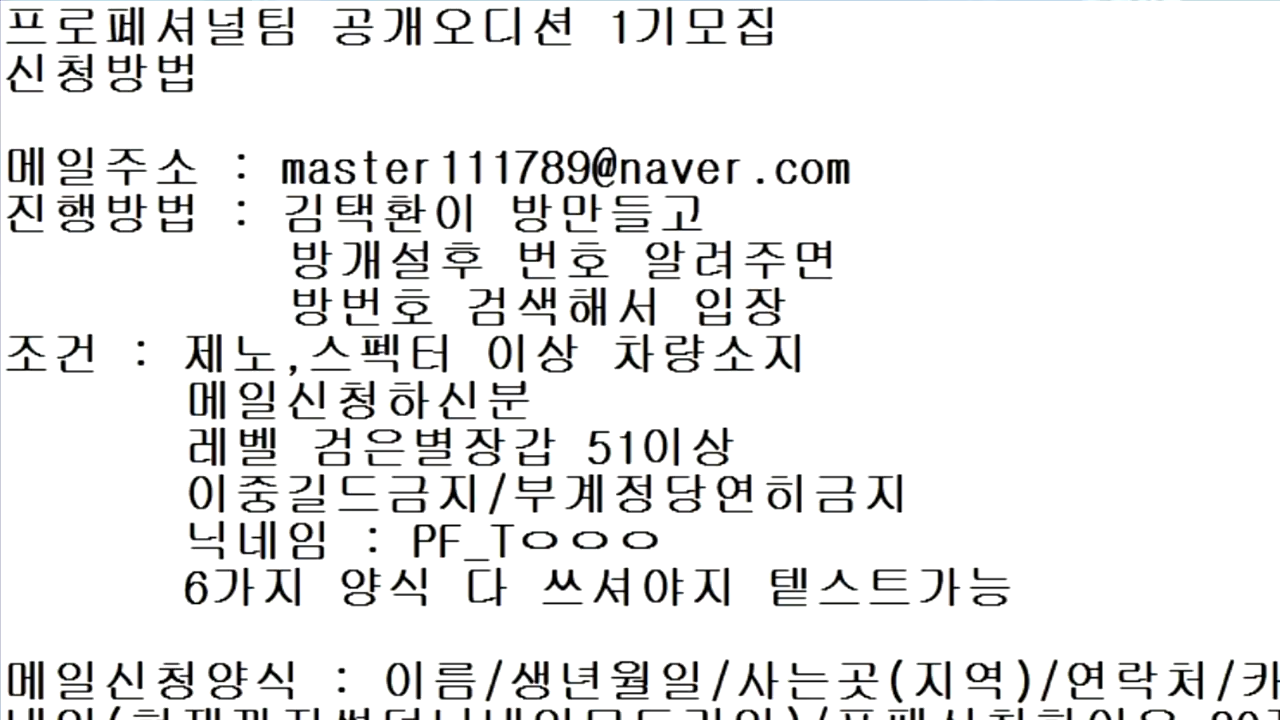 프로페셔널팀 공개오디션 1기모집
신청방법
메일주소 : master111789@naver.com
진행방법 : 김택환이 방만들고
방개설후 번호 알려주면
방번호 검색해서 입장
조건 : 제노,스펙터 이상 차량소지
메일신청하신분
레벨 검은별장갑 51이상
이중길드금지/부계정당연히금지
닉네임 : PF_Tㅇㅇㅇ
6가지 양식 다 쓰셔야지 텥스트가능
메일신청양식 : 이름/생년월일/사는곳(지역)/연락처/카